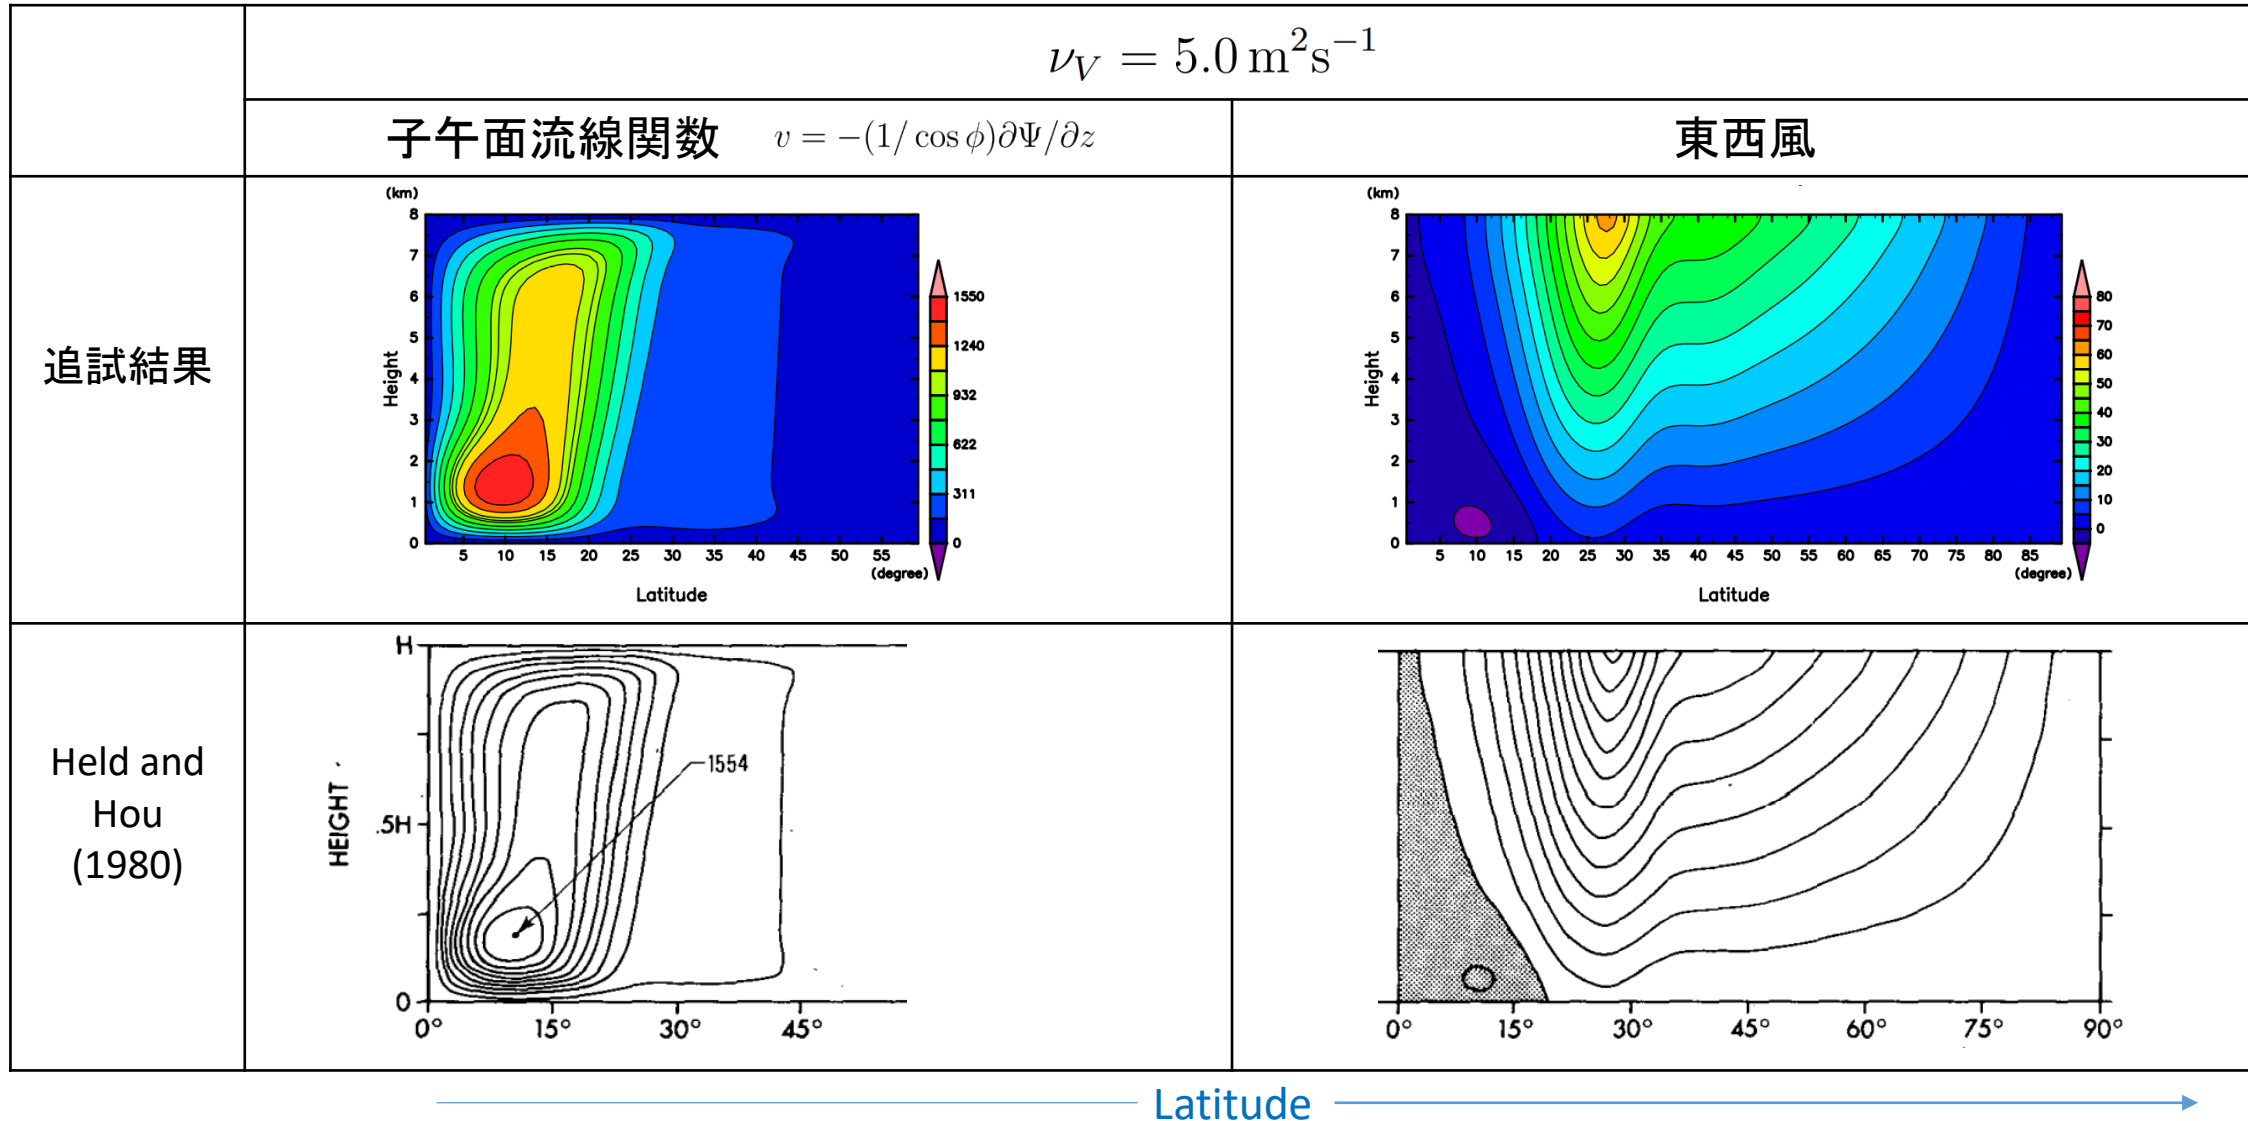 ν_V = 5.0 m²s⁻¹
子午面流線関数 v = −(1/ cos ϕ)∂Ψ/∂z
東西風
追試結果
(km)
8
7
6
5
4
3
2
1
0
Height
5 10 15 20 25 30 35 40 45 50 55
(degree)
Latitude
1550
1240
932
622
311
0
(km)
8
7
6
5
4
3
2
1
0
Height
5 10 15 20 25 30 35 40 45 50 55 60 65 70 75 80 85
(degree)
Latitude
80
70
60
50
40
30
20
10
0
Held and
Hou
(1980)
H
.5H
0
HEIGHT
1554
0° 15° 30° 45°
0° 15° 30° 45° 60° 75° 90°
Latitude